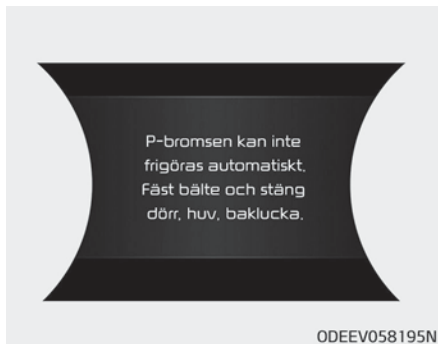 P-bromsen kan inte
frigöras automatiskt.
Fäst bälte och stäng
dörr, huv, baklucka.
ODEEV058195N